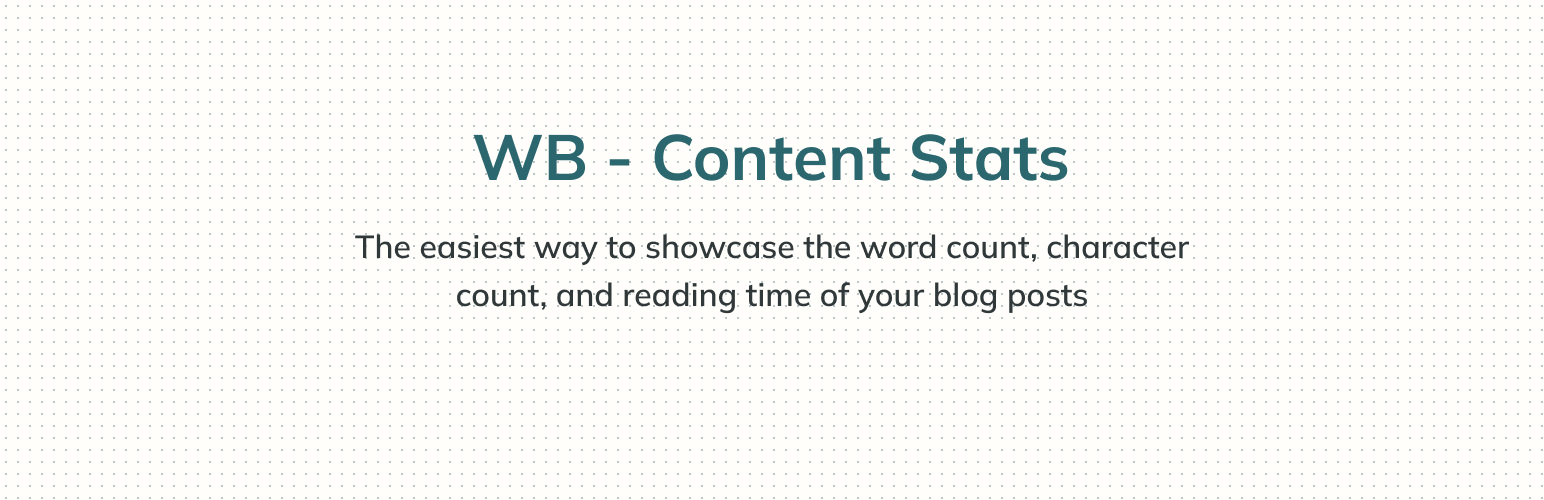 WB - Content Stats
The easiest way to showcase the word count, character
count, and reading time of your blog posts